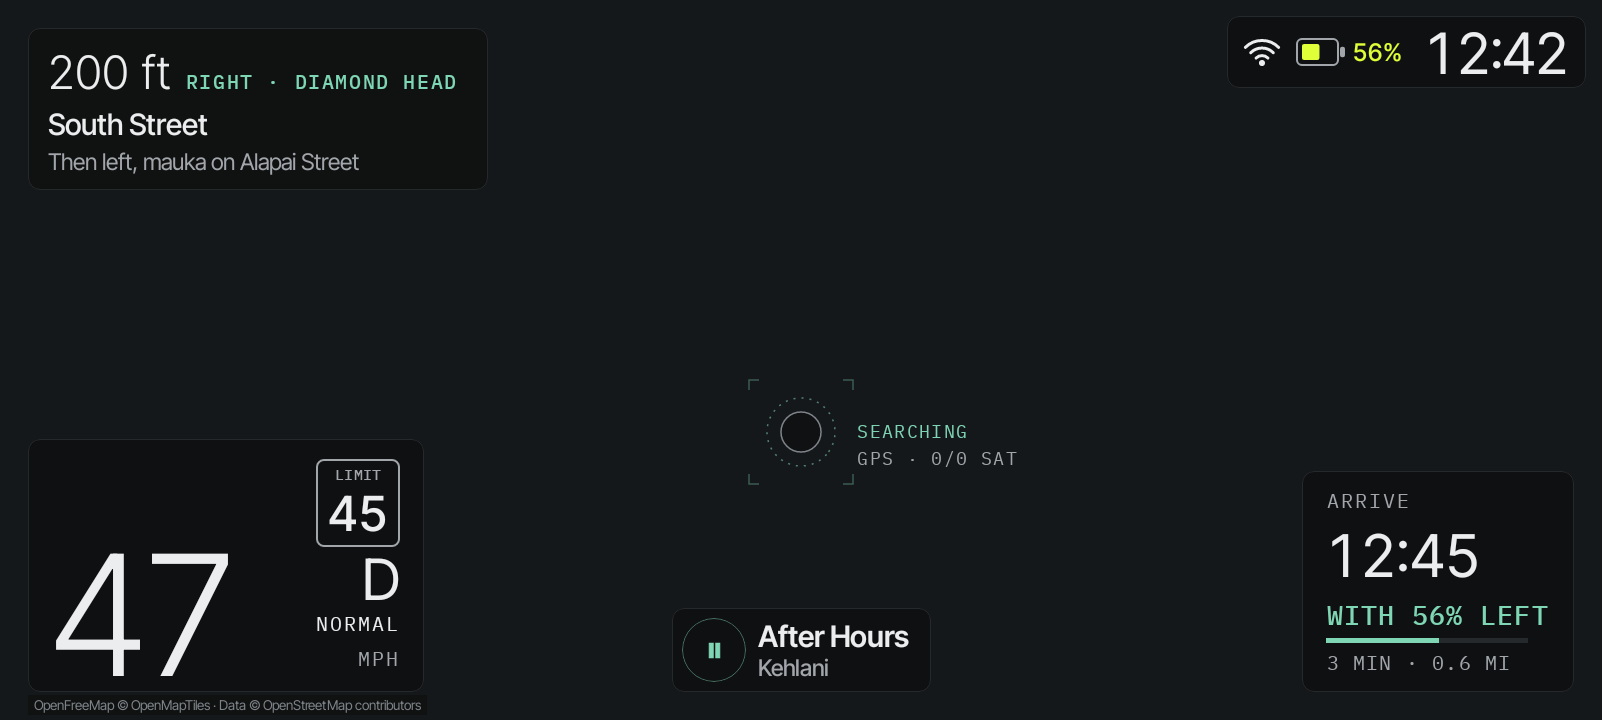 200 ft RIGHT · DIAMOND HEAD
South Street
Then left, mauka on Alapai Street
56% 12:42
SEARCHING
GPS · 0/0 SAT
LIMIT
45
47
D
NORMAL
MPH
After Hours
Kehlani
ARRIVE
12:45
WITH 56% LEFT
3 MIN · 0.6 MI
OpenFreeMap © OpenMapTiles · Data © OpenStreetMap contributors